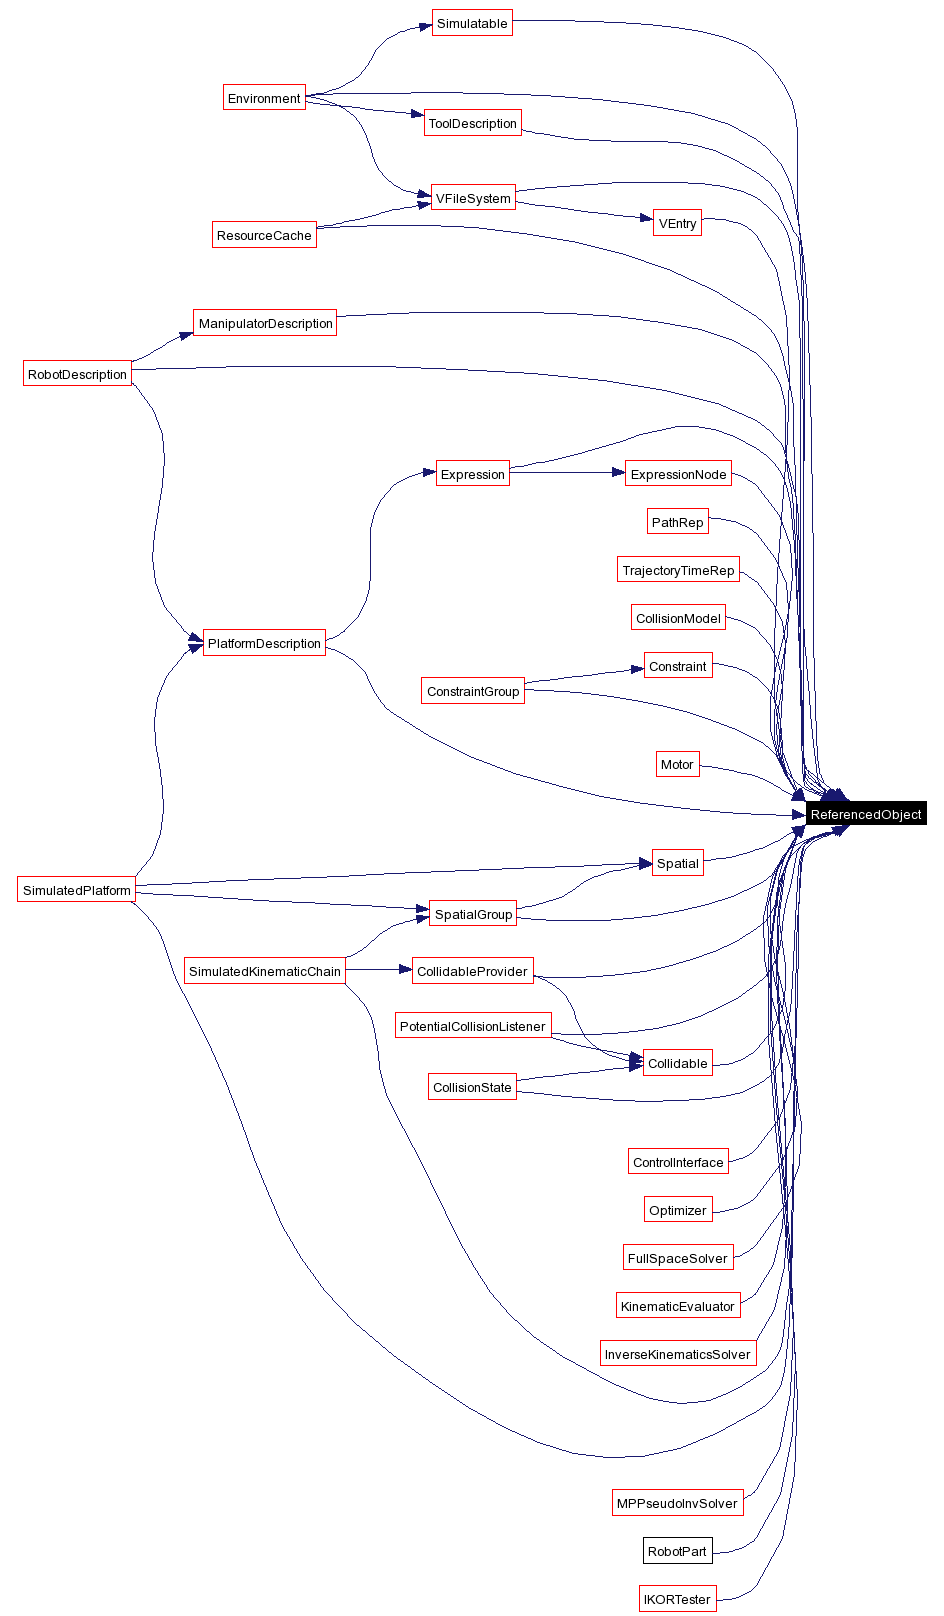 Simulatable
Environment
ToolDescription
VFileSystem
VEntry
ResourceCache
ManipulatorDescription
RobotDescription
Expression
ExpressionNode
PathRep
TrajectoryTimeRep
CollisionModel
PlatformDescription
Constraint
ConstraintGroup
Motor
ReferencedObject
Spatial
SimulatedPlatform
SpatialGroup
SimulatedKinematicChain
CollidableProvider
PotentialCollisionListener
Collidable
CollisionState
ControlInterface
Optimizer
FullSpaceSolver
KinematicEvaluator
InverseKinematicsSolver
MPPseudoInvSolver
RobotPart
IKORTester